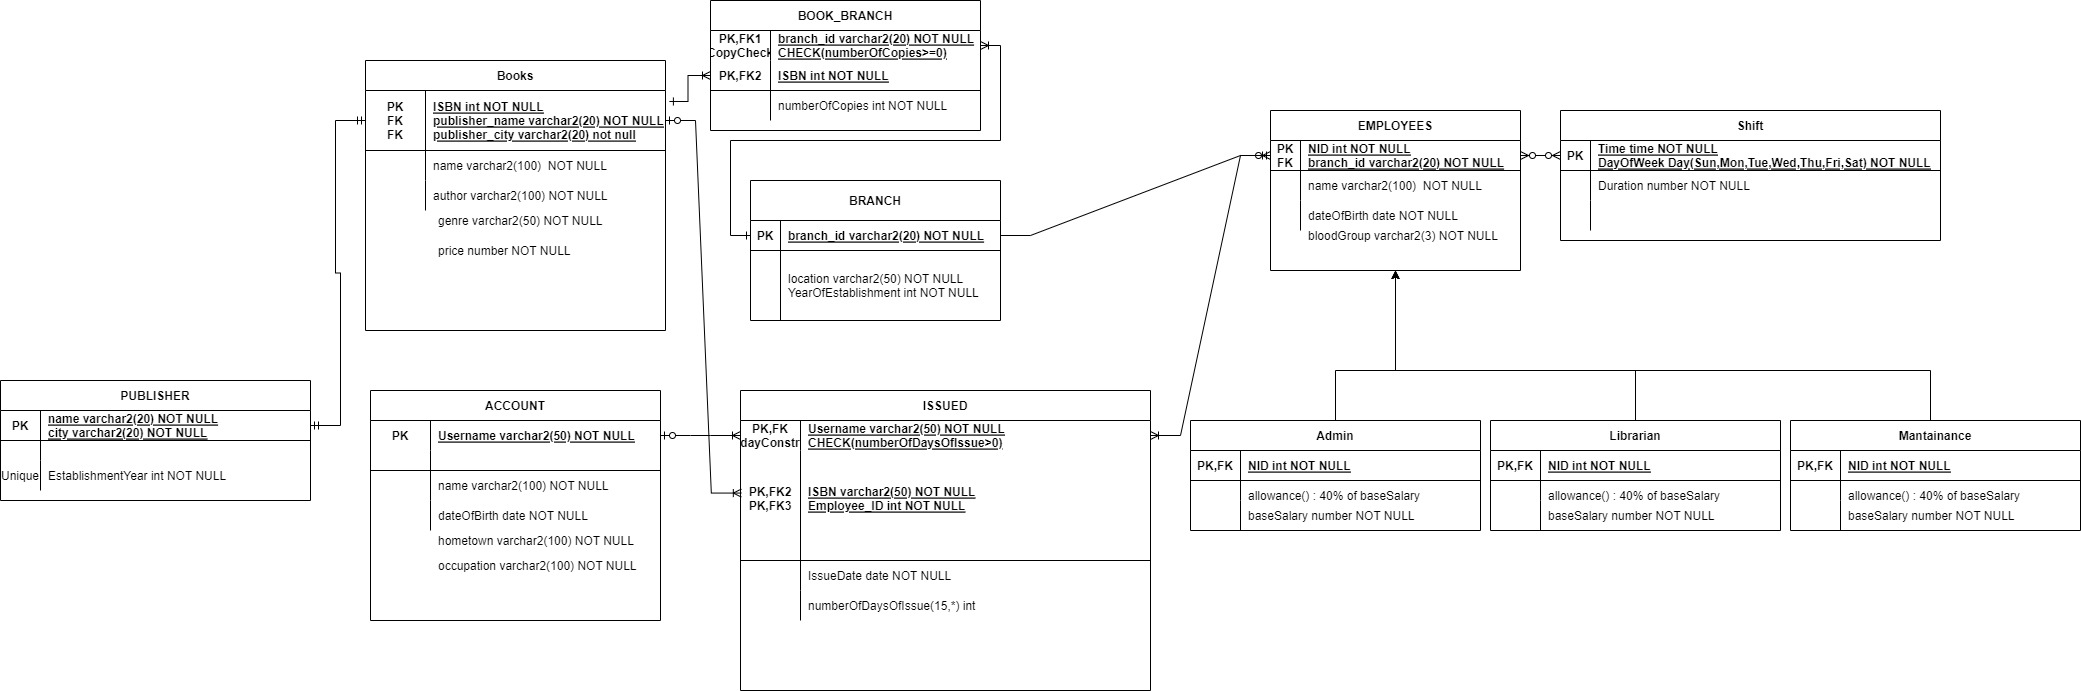 BOOK_BRANCH
PK,FK1 branch_id varchar2(20) NOT NULL
CopyCheck CHECK(numberOfCopies>=0)
PK,FK2 ISBN int NOT NULL
numberOfCopies int NOT NULL
Books
PK ISBN int NOT NULL
FK publisher_name varchar2(20) NOT NULL
FK publisher_city varchar2(20) not null
name varchar2(100)  NOT NULL
author varchar2(100) NOT NULL
genre varchar2(50) NOT NULL
price number NOT NULL
BRANCH
PK branch_id varchar2(20) NOT NULL
location varchar2(50) NOT NULL
YearOfEstablishment int NOT NULL
EMPLOYEES
PK NID int NOT NULL
FK branch_id varchar2(20) NOT NULL
name varchar2(100)  NOT NULL
dateOfBirth date NOT NULL
bloodGroup varchar2(3) NOT NULL
Shift
PK Time time NOT NULL
DayOfWeek Day(Sun,Mon,Tue,Wed,Thu,Fri,Sat) NOT NULL
Duration number NOT NULL
PUBLISHER
PK name varchar2(20) NOT NULL
city varchar2(20) NOT NULL
Unique EstablishmentYear int NOT NULL
ACCOUNT
PK Username varchar2(50) NOT NULL
name varchar2(100) NOT NULL
dateOfBirth date NOT NULL
hometown varchar2(100) NOT NULL
occupation varchar2(100) NOT NULL
ISSUED
PK,FK Username varchar2(50) NOT NULL
dayConstr CHECK(numberOfDaysOfIssue>0)
PK,FK2 ISBN varchar2(50) NOT NULL
PK,FK3 Employee_ID int NOT NULL
IssueDate date NOT NULL
numberOfDaysOfIssue(15,*) int
Admin
PK,FK NID int NOT NULL
allowance() : 40% of baseSalary
baseSalary number NOT NULL
Librarian
PK,FK NID int NOT NULL
allowance() : 40% of baseSalary
baseSalary number NOT NULL
Mantainance
PK,FK NID int NOT NULL
allowance() : 40% of baseSalary
baseSalary number NOT NULL